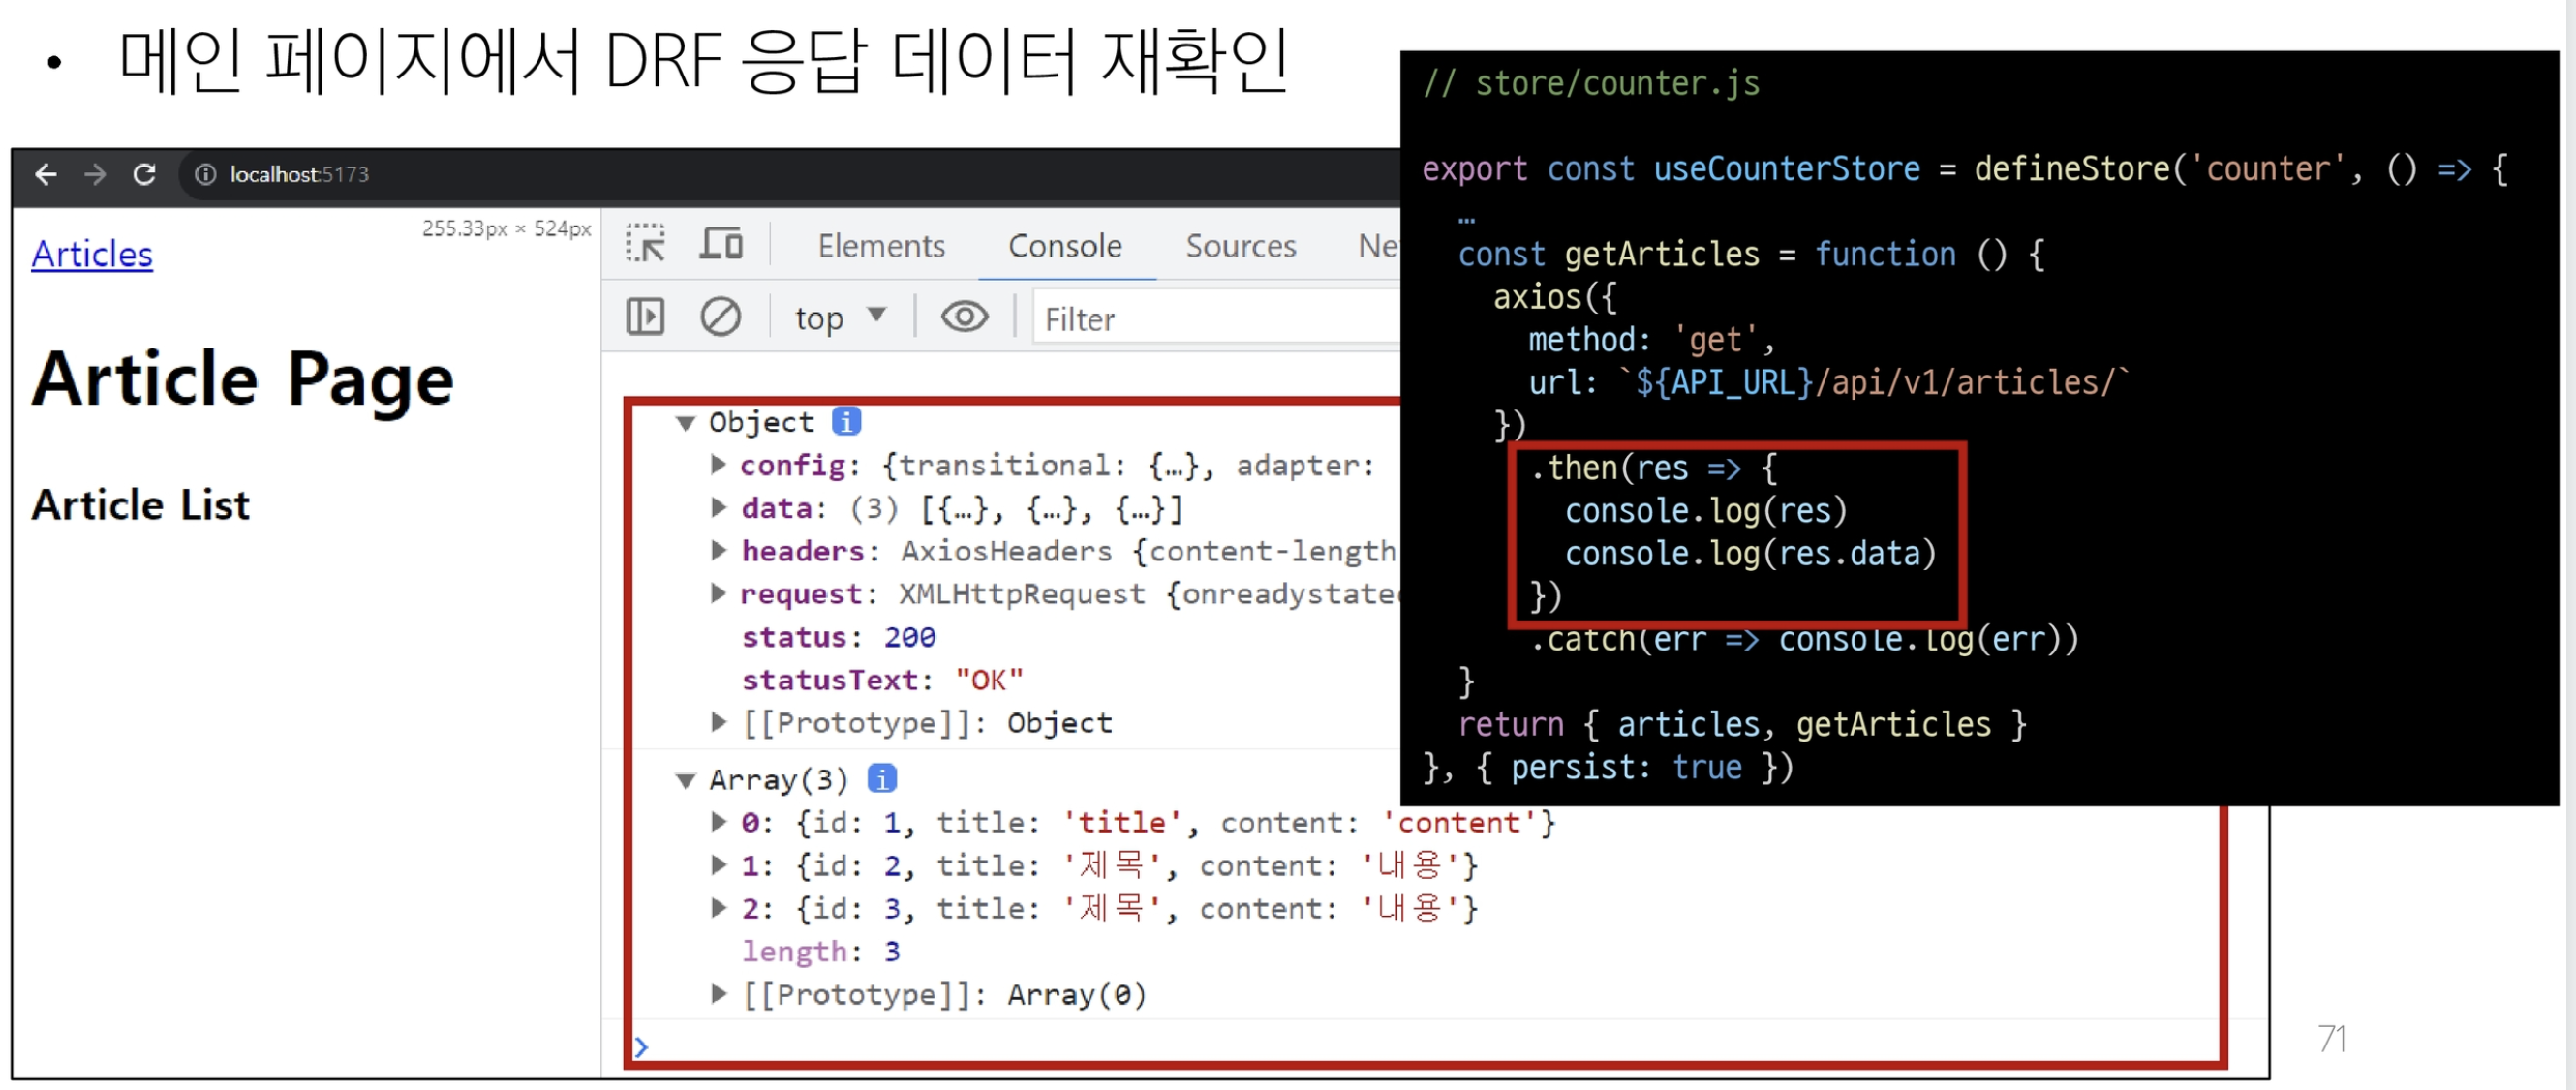 • 메인 페이지에서 DRF 응답 데이터 재확인
localhost:5173
Articles
255.33px × 524px
Article Page
Article List
Elements Console Sources
top ▼ Filter
▼ Object i
▶ config: {transitional: {…}, adapter:
▶ data: (3) [{…}, {…}, {…}]
▶ headers: AxiosHeaders {content-length
▶ request: XMLHttpRequest {onreadystate
status: 200
statusText: "OK"
▶ [[Prototype]]: Object
▼ Array(3) i
▶ 0: {id: 1, title: 'title', content: 'content'}
▶ 1: {id: 2, title: '제목', content: '내용'}
▶ 2: {id: 3, title: '제목', content: '내용'}
length: 3
▶ [[Prototype]]: Array(0)
// store/counter.js
export const useCounterStore = defineStore('counter', () => {
…
const getArticles = function () {
axios({
method: 'get',
url: `${API_URL}/api/v1/articles/`
})
.then(res => {
console.log(res)
console.log(res.data)
})
.catch(err => console.log(err))
}
return { articles, getArticles }
}, { persist: true })
71